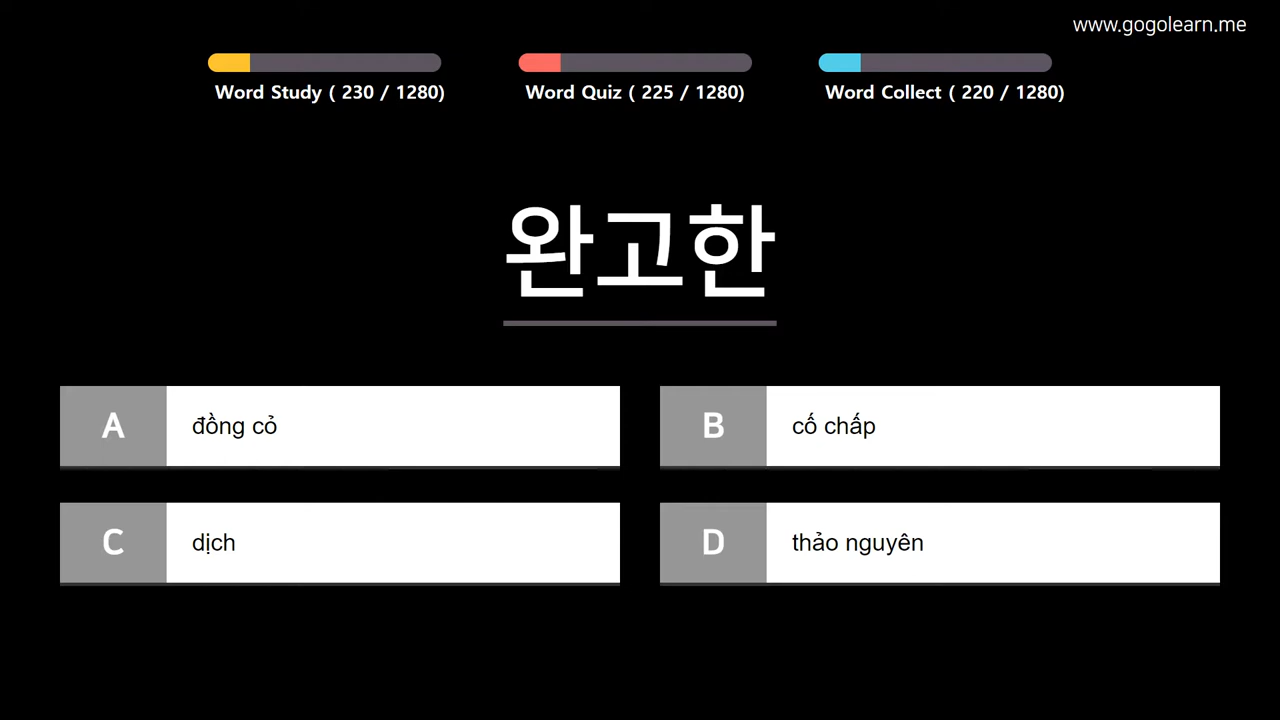 www.gogolearn.me
Word Study ( 230 / 1280)
Word Quiz ( 225 / 1280)
Word Collect ( 220 / 1280)
완고한
A đồng cỏ
B cố chấp
C dịch
D thảo nguyên